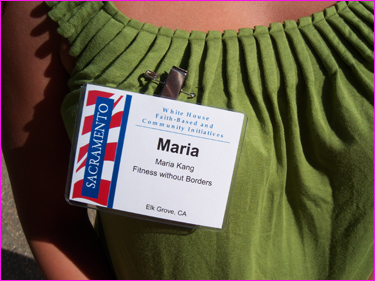 SACRAMENTO
White House
Faith-Based and
Community Initiatives
Maria
Maria Kang
Fitness without Borders
Elk Grove, CA